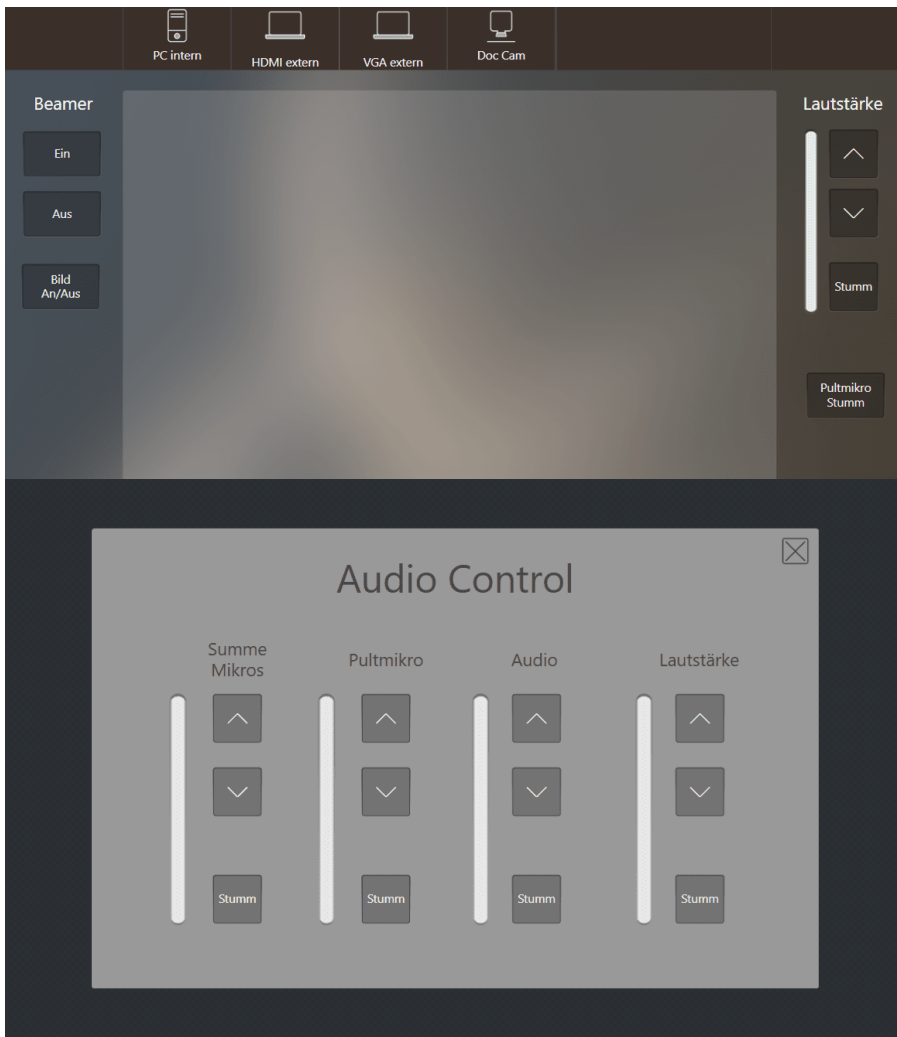 PC intern
HDMI extern
VGA extern
Doc Cam
Beamer
Ein
Aus
Bild
An/Aus
Lautstärke
Stumm
Pultmikro
Stumm
Audio Control
Summe
Mikros
Pultmikro
Audio
Lautstärke
Stumm
Stumm
Stumm
Stumm